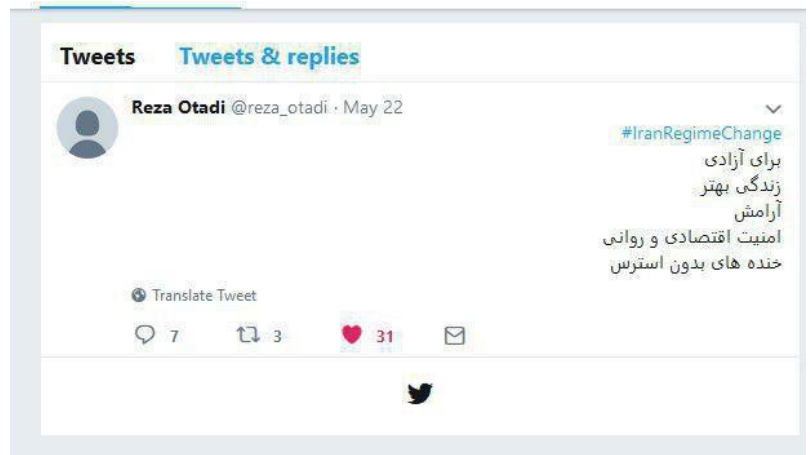 Tweets Tweets & replies
Reza Otadi @reza_otadi · May 22
#IranRegimeChange
برای آزادی
زندگی بهتر
آرامش
امنیت اقتصادی و روانی
خنده های بدون استرس
Translate Tweet
7 3 31